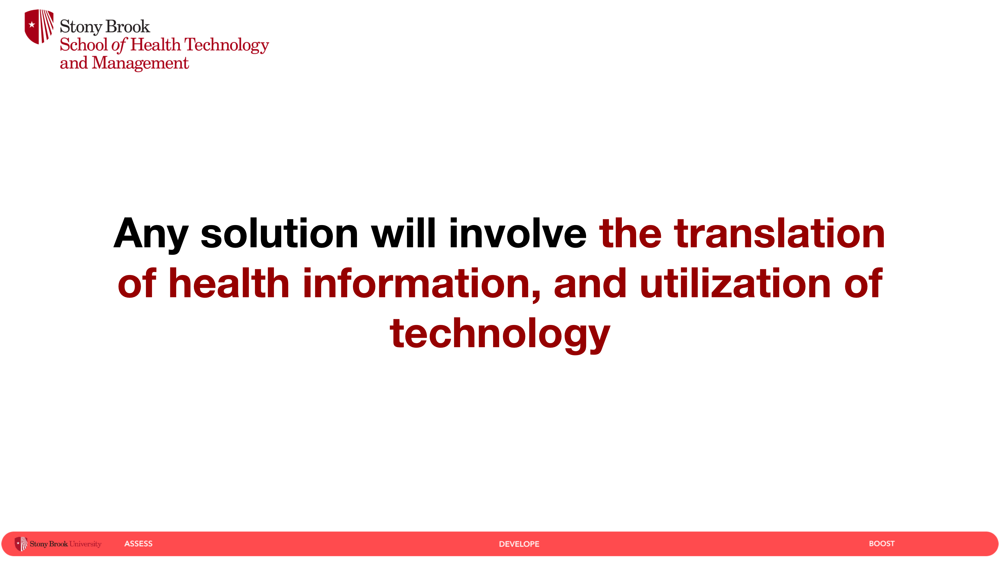 Stony Brook
School of Health Technology
and Management
Any solution will involve the translation
of health information, and utilization of
technology
Stony Brook University
ASSESS
DEVELOPE
BOOST